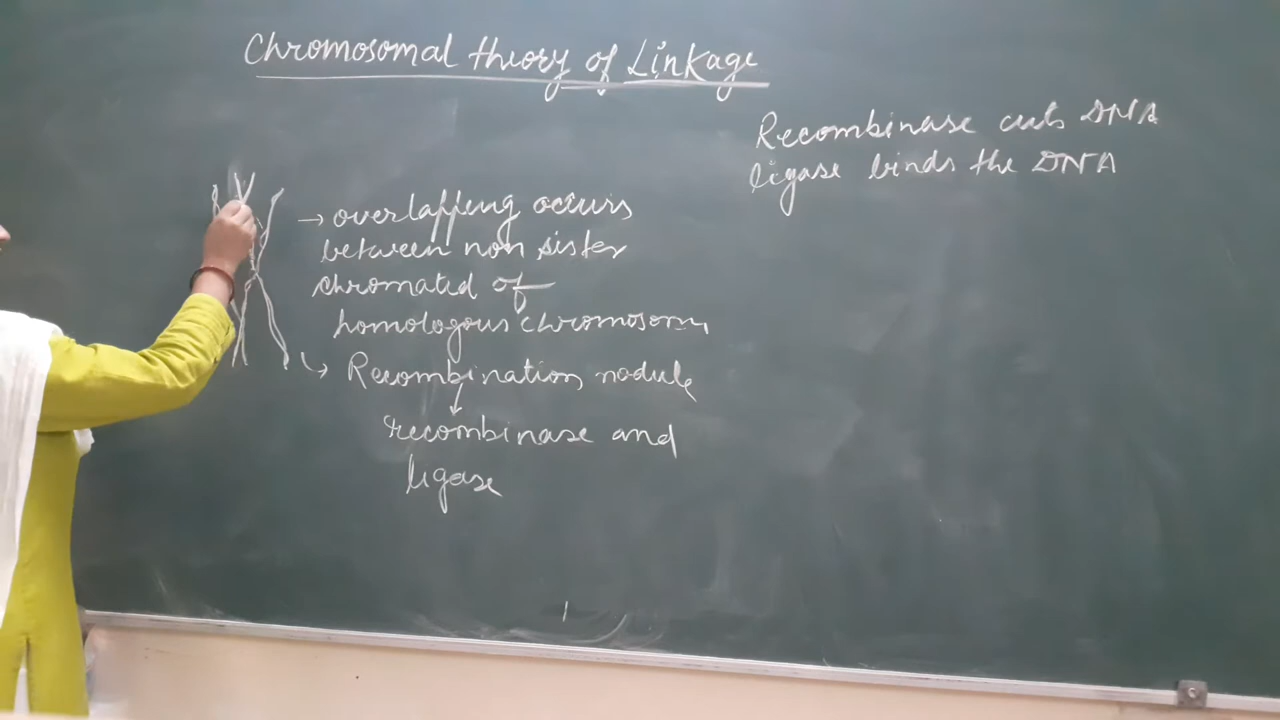 Chromosomal theory of Linkage
Recombinase cuts DNA
ligase binds the DNA
→ overlapping occurs
between non sister
chromatid of
homologous chromosom
↳ Recombination nodule
↓
recombinase and
ligase